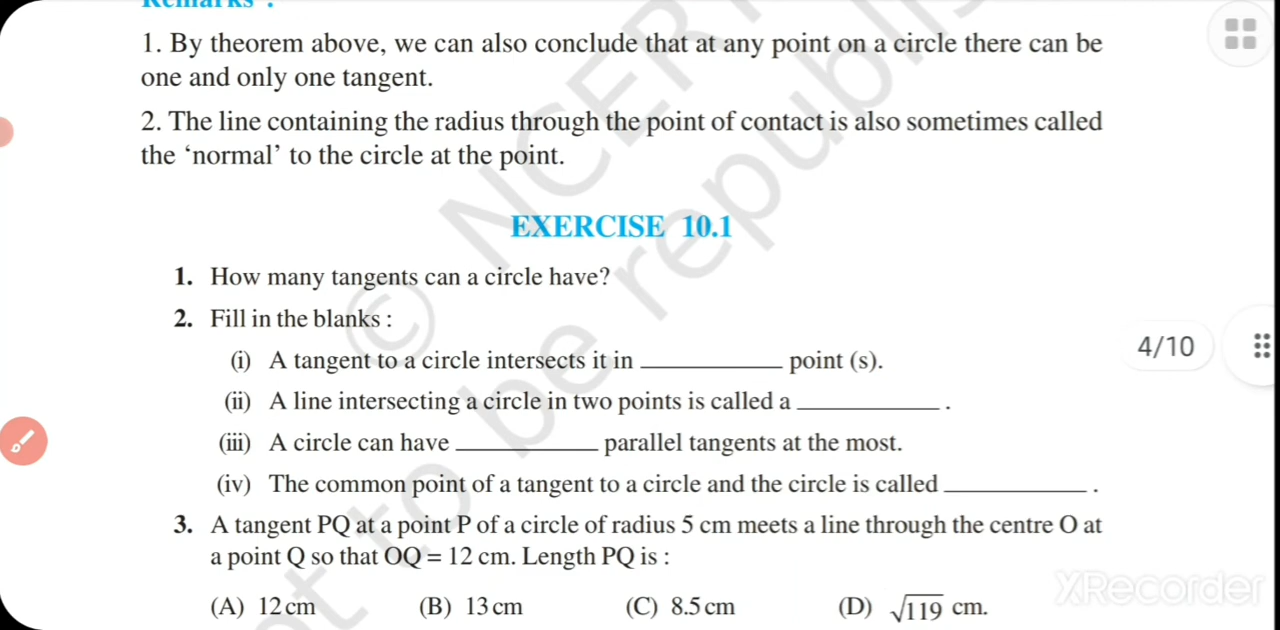 Remarks :
1. By theorem above, we can also conclude that at any point on a circle there can be
one and only one tangent.
2. The line containing the radius through the point of contact is also sometimes called
the ‘normal’ to the circle at the point.
EXERCISE 10.1
1. How many tangents can a circle have?
2. Fill in the blanks :
(i) A tangent to a circle intersects it in __________ point (s).
(ii) A line intersecting a circle in two points is called a __________ .
(iii) A circle can have __________ parallel tangents at the most.
(iv) The common point of a tangent to a circle and the circle is called __________ .
3. A tangent PQ at a point P of a circle of radius 5 cm meets a line through the centre O at
a point Q so that OQ = 12 cm. Length PQ is :
(A) 12 cm (B) 13 cm (C) 8.5 cm (D) √119 cm.
4/10
© NCERT
not to be republis
XRecorder